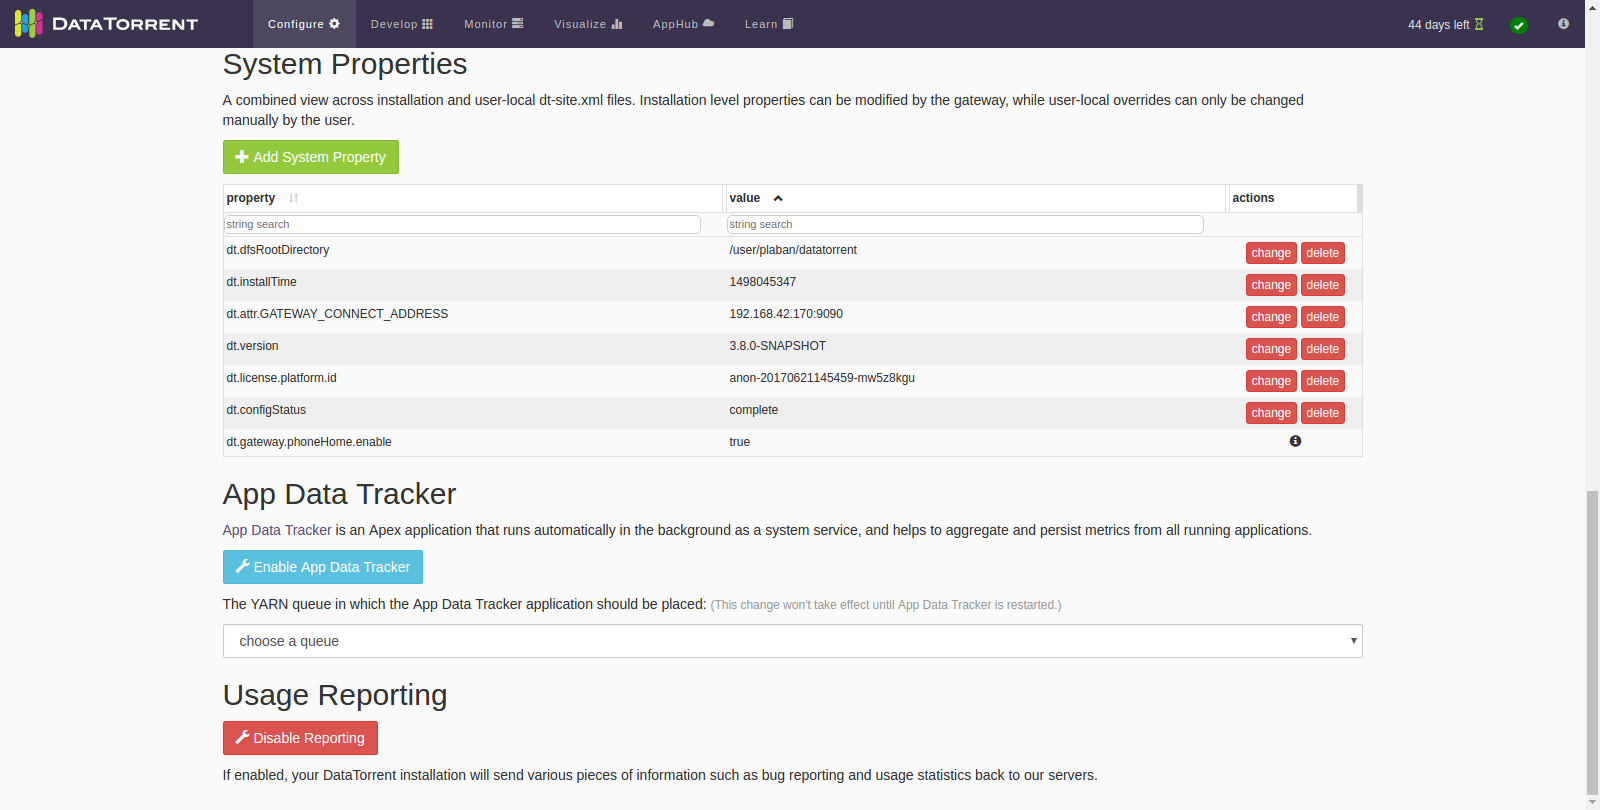 DATATORRENT Configure Develop Monitor Visualize AppHub Learn 44 days left
System Properties
A combined view across installation and user-local dt-site.xml files. Installation level properties can be modified by the gateway, while user-local overrides can only be changed
manually by the user.
Add System Property
property value actions
string search string search
dt.dfsRootDirectory /user/plaban/datatorrent change delete
dt.installTime 1498045347 change delete
dt.attr.GATEWAY_CONNECT_ADDRESS 192.168.42.170:9090 change delete
dt.version 3.8.0-SNAPSHOT change delete
dt.license.platform.id anon-20170621145459-mw5z8kgu change delete
dt.configStatus complete change delete
dt.gateway.phoneHome.enable true
App Data Tracker
App Data Tracker is an Apex application that runs automatically in the background as a system service, and helps to aggregate and persist metrics from all running applications.
Enable App Data Tracker
The YARN queue in which the App Data Tracker application should be placed: (This change won't take effect until App Data Tracker is restarted.)
choose a queue
Usage Reporting
Disable Reporting
If enabled, your DataTorrent installation will send various pieces of information such as bug reporting and usage statistics back to our servers.